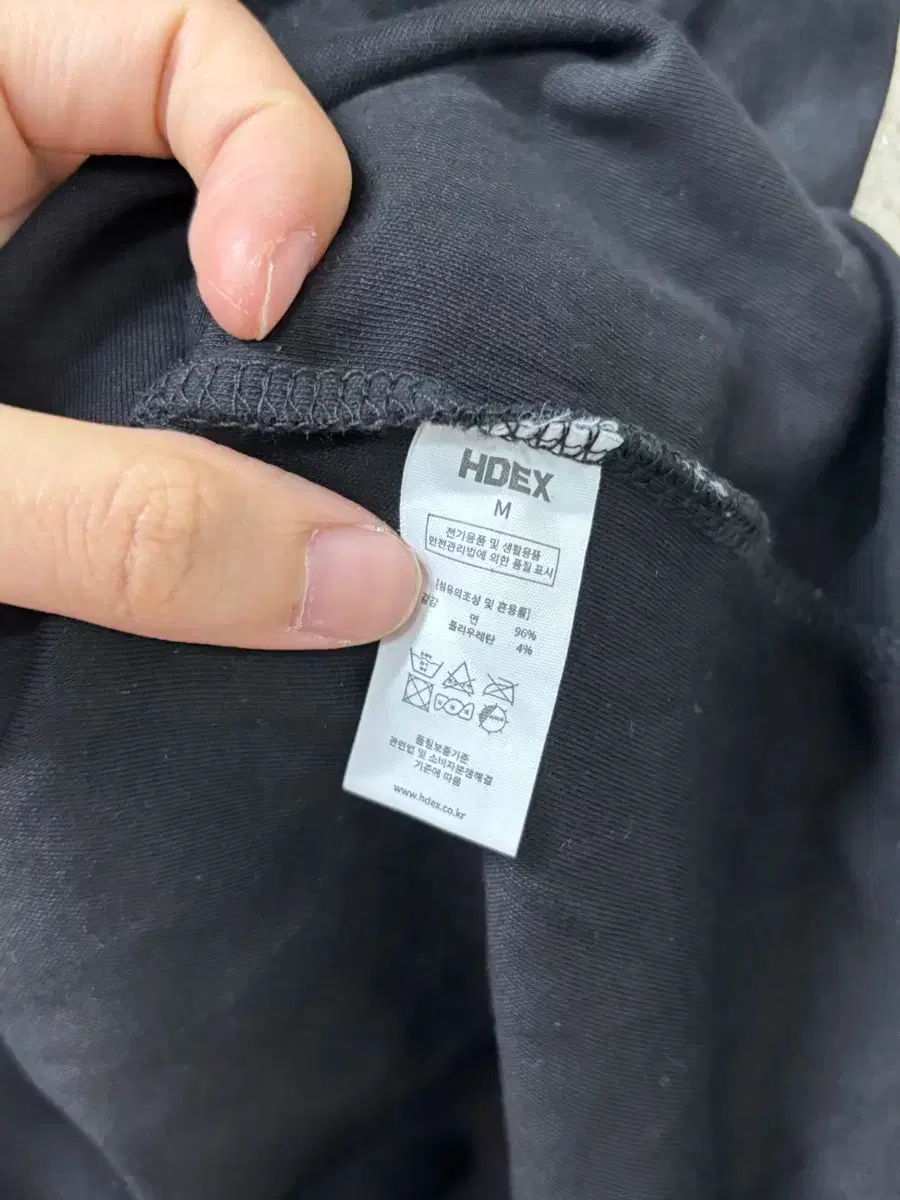 HDEX
M
전기용품 및 생활용품
안전관리법에 의한 품질 표시
[섬유의조성 및 혼용률]
겉감
면 96%
폴리우레탄 4%
품질보증기준
관련법 및 소비자분쟁해결
기준에 따름
www.hdex.co.kr